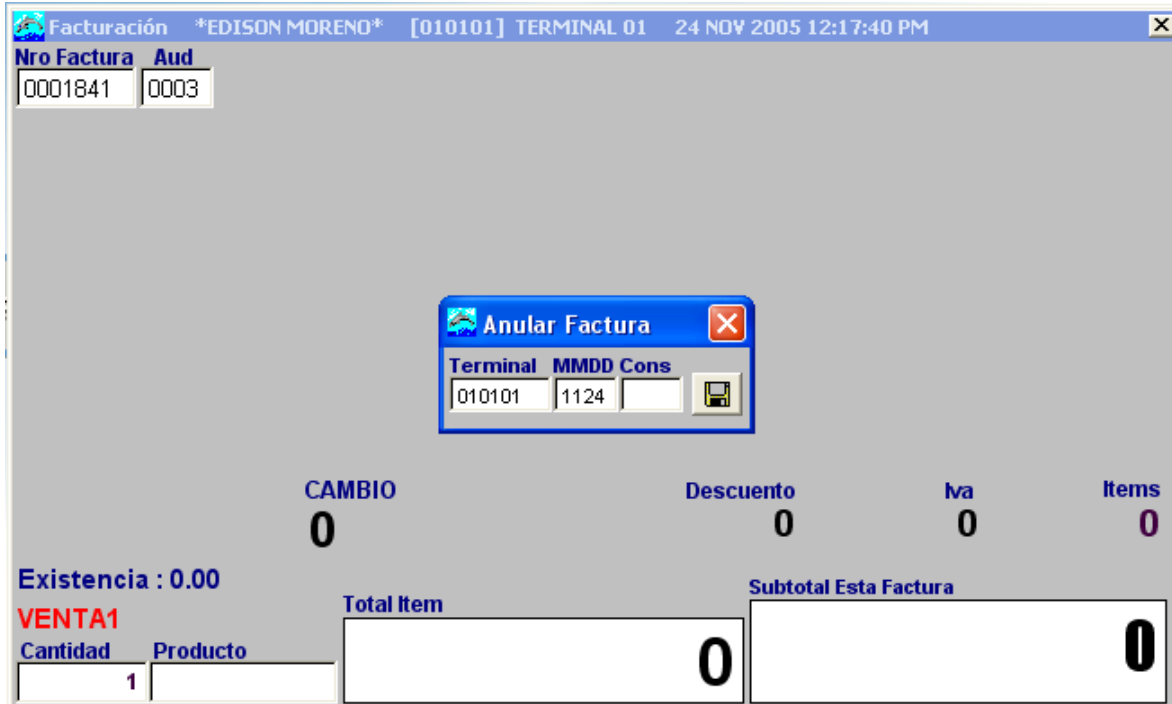 Facturación *EDISON MORENO* [010101] TERMINAL 01 24 NOV 2005 12:17:40 PM
Nro Factura Aud
0001841 0003
Anular Factura
Terminal MMDD Cons
010101 1124
CAMBIO Descuento Iva Items
0 0 0 0
Existencia : 0.00
Subtotal Esta Factura
VENTA1 Total Item
0 0
Cantidad Producto
1